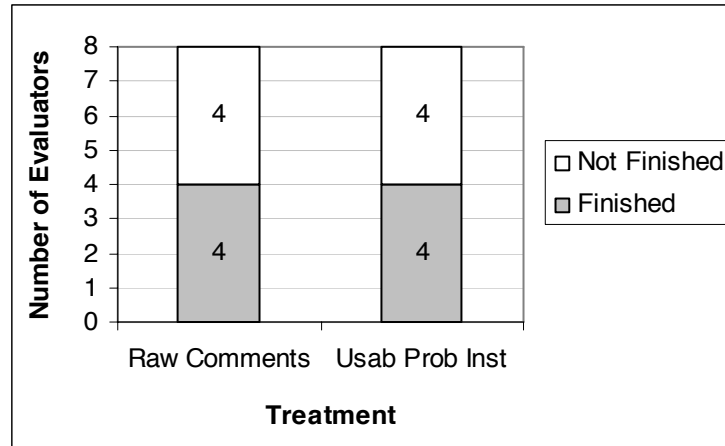 Number of Evaluators
8
7
6
5
4
3
2
1
0
4
4
4
4
Raw Comments
Usab Prob Inst
Treatment
Not Finished
Finished